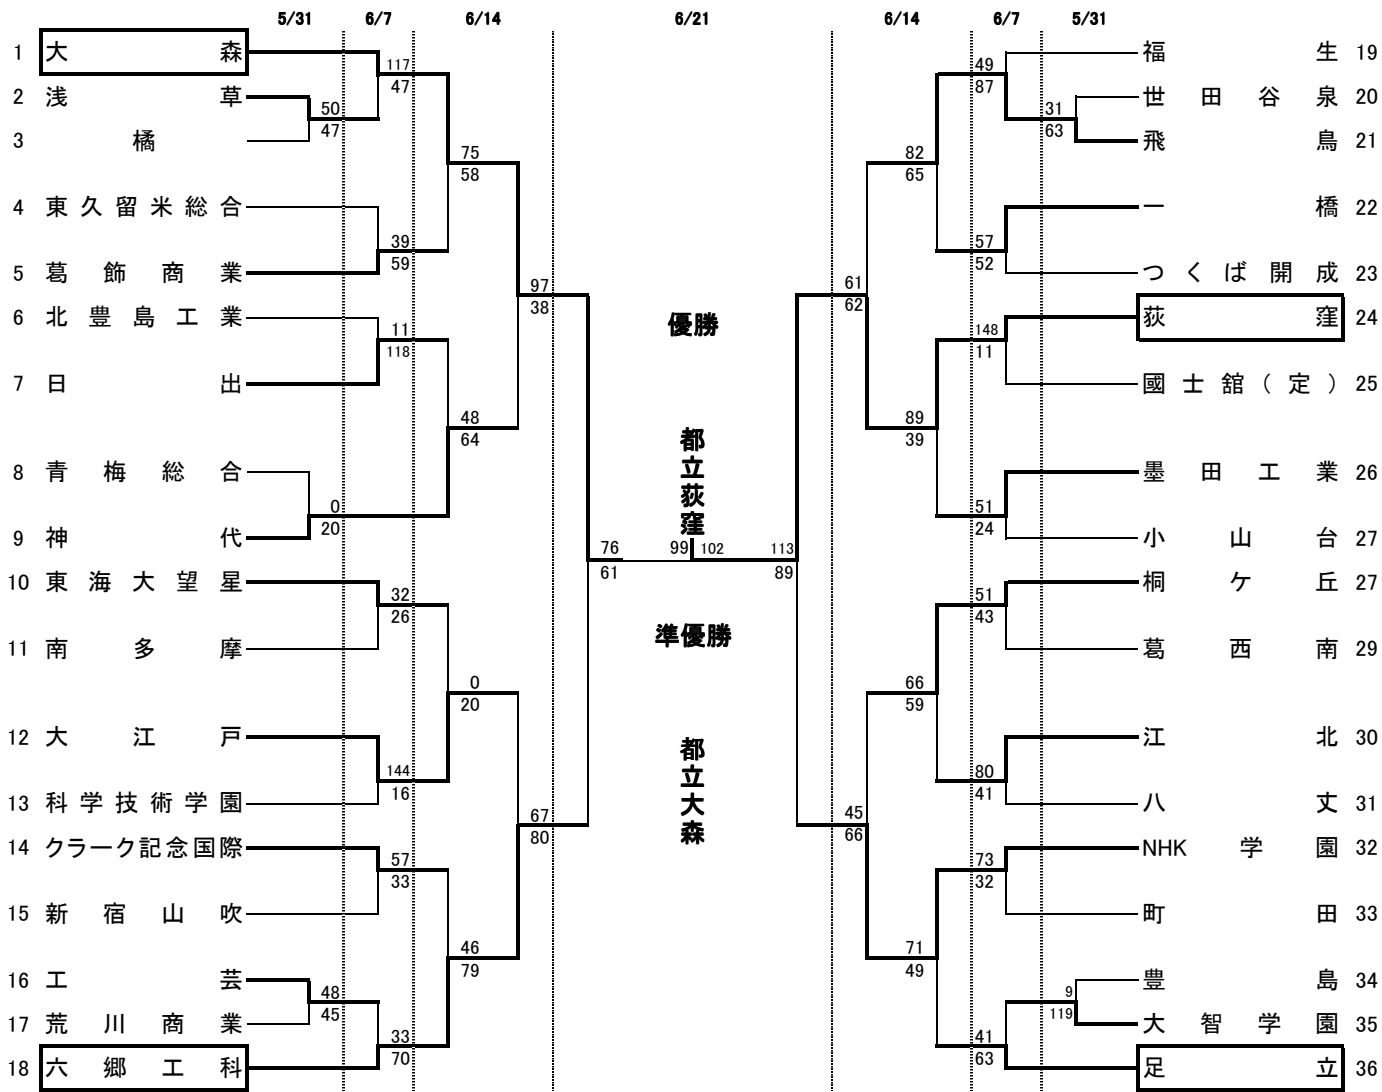 5/31 6/7 6/14 6/21 6/14 6/7 5/31
1 大森
2 浅草
3 橘
4 東久留米総合
5 葛飾商業
6 北豊島工業
7 日出
8 青梅総合
9 神代
10 東海大望星
11 南多摩
12 大江戸
13 科学技術学園
14 クラーク記念国際
15 新宿山吹
16 工芸
17 荒川商業
18 六郷工科
50
47
0
20
48
45
117
47
39
59
11
118
32
26
144
16
57
33
33
70
75
58
48
64
0
20
46
79
97
38
67
80
76
61
優勝
都立荻窪
99 102
準優勝
都立大森
113
89
61
62
45
66
82
65
89
39
66
59
71
49
49
87
57
52
148
11
51
24
51
43
80
41
73
32
41
63
31
63
9
119
福生 19
世田谷泉 20
飛鳥 21
一橋 22
つくば開成 23
荻窪 24
國士舘(定) 25
墨田工業 26
小山台 27
桐ケ丘 27
葛西南 29
江北 30
八丈 31
NHK学園 32
町田 33
豊島 34
大智学園 35
足立 36